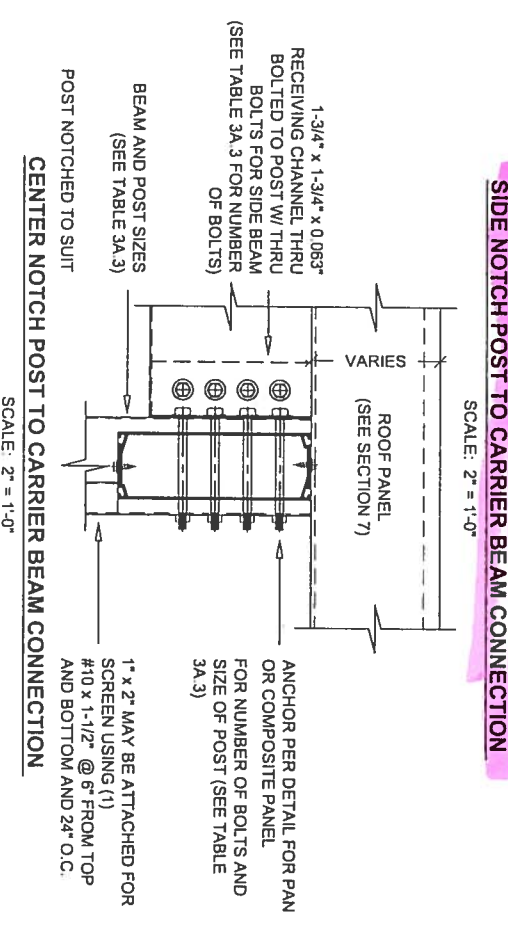 SIDE NOTCH POST TO CARRIER BEAM CONNECTION
SCALE: 2" = 1'-0"
VARIES
ROOF PANEL
(SEE SECTION 7)
1-3/4" x 1-3/4" x 0.063"
RECEIVING CHANNEL THRU
BOLTED TO POST W/ THRU
BOLTS FOR SIDE BEAM
(SEE TABLE 3A.3 FOR NUMBER
OF BOLTS)
ANCHOR PER DETAIL FOR PAN
OR COMPOSITE PANEL
FOR NUMBER OF BOLTS AND
SIZE OF POST (SEE TABLE
3A.3)
BEAM AND POST SIZES
(SEE TABLE 3A.3)
1" x 2" MAY BE ATTACHED FOR
SCREEN USING (1)
#10 x 1-1/2" @ 6" FROM TOP
AND BOTTOM AND 24" O.C.
POST NOTCHED TO SUIT
CENTER NOTCH POST TO CARRIER BEAM CONNECTION
SCALE: 2" = 1'-0"